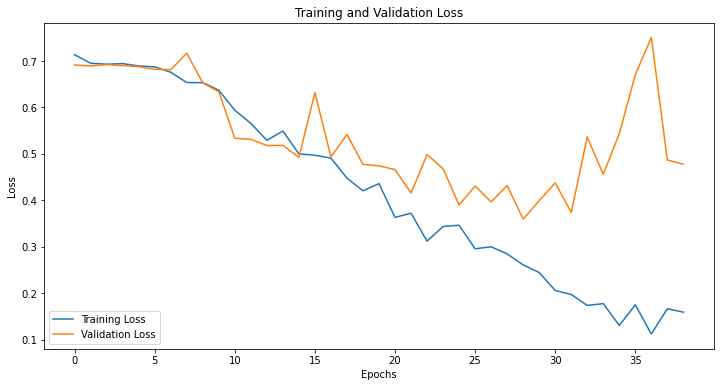 Training and Validation Loss
Loss
0.7
0.6
0.5
0.4
0.3
0.2
0.1
Training Loss
Validation Loss
0 5 10 15 20 25 30 35
Epochs